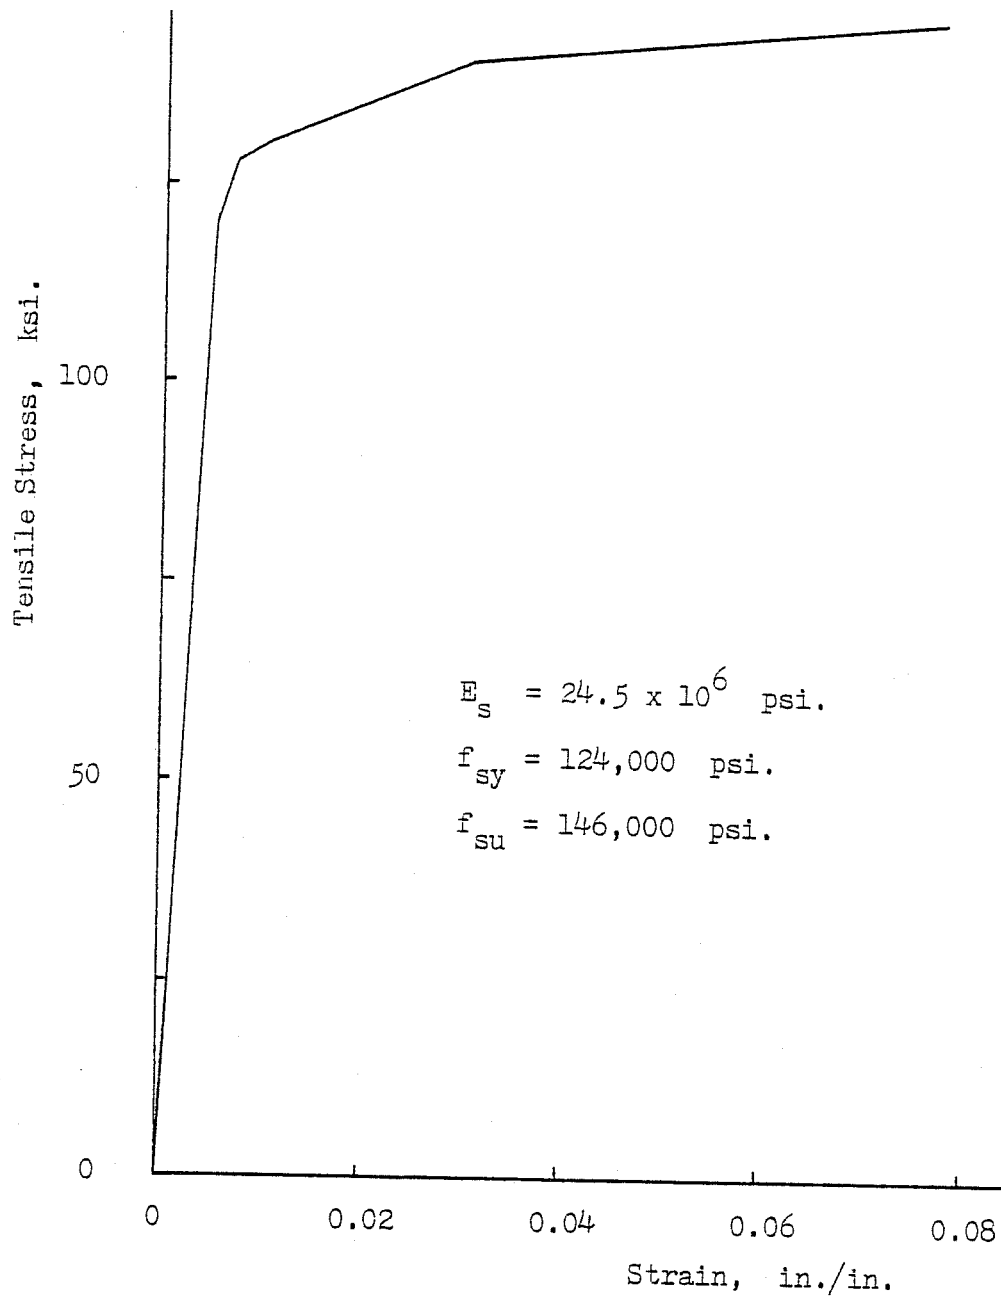 Tensile Stress, ksi.
100
50
0
E_s = 24.5 x 10^6 psi.
f_sy = 124,000 psi.
f_su = 146,000 psi.
0 0.02 0.04 0.06 0.08
Strain, in./in.